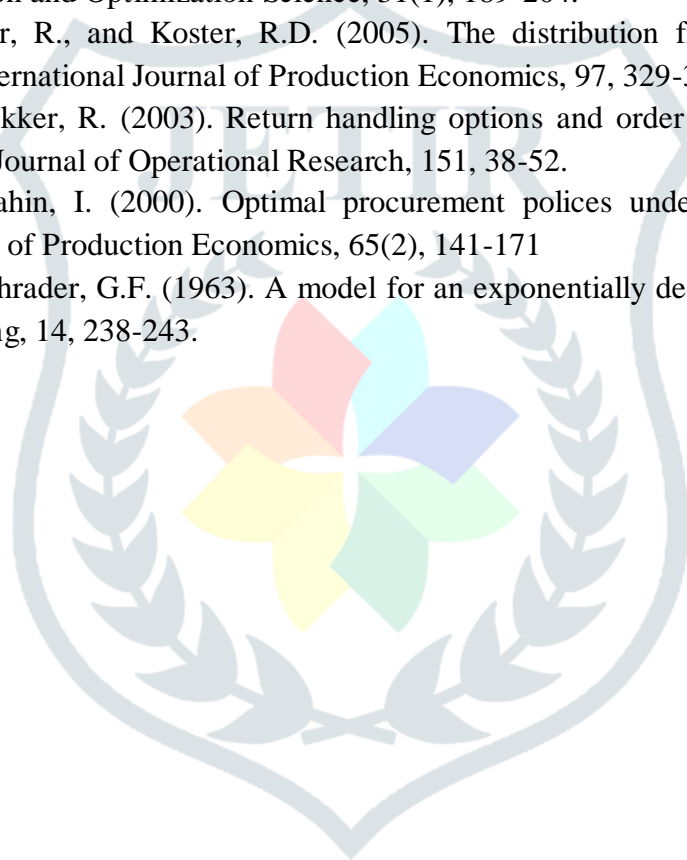 n and Optimization Science, 31(1), 189-204.
r, R., and Koster, R.D. (2005). The distribution f
ernational Journal of Production Economics, 97, 329-3
kker, R. (2003). Return handling options and order
Journal of Operational Research, 151, 38-52.
ahin, I. (2000). Optimal procurement polices unde
of Production Economics, 65(2), 141-171
hrader, G.F. (1963). A model for an exponentially de
g, 14, 238-243.
JETIR